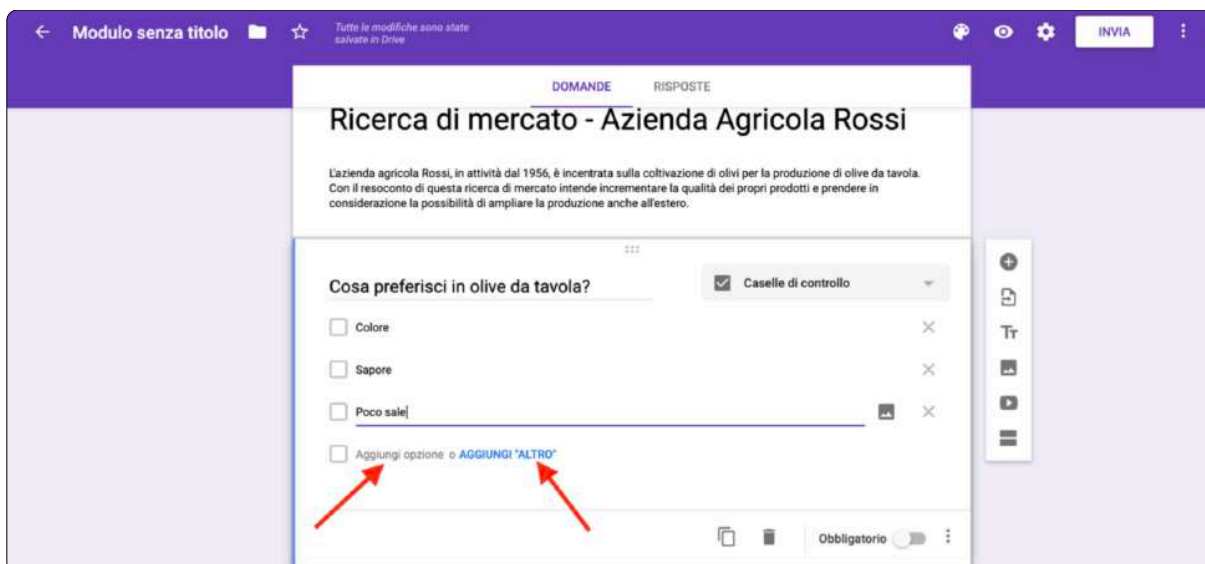 Modulo senza titolo
Tutte le modifiche sono state
salvate in Drive
INVIA
DOMANDE RISPOSTE
Ricerca di mercato - Azienda Agricola Rossi
L'azienda agricola Rossi, in attività dal 1956, è incentrata sulla coltivazione di olivi per la produzione di olive da tavola.
Con il resoconto di questa ricerca di mercato intende incrementare la qualità dei propri prodotti e prendere in
considerazione la possibilità di ampliare la produzione anche all'estero.
Cosa preferisci in olive da tavola?
Caselle di controllo
Colore
Sapore
Tт
Poco sale
Aggiungi opzione o AGGIUNGI "ALTRO"
Obbligatorio